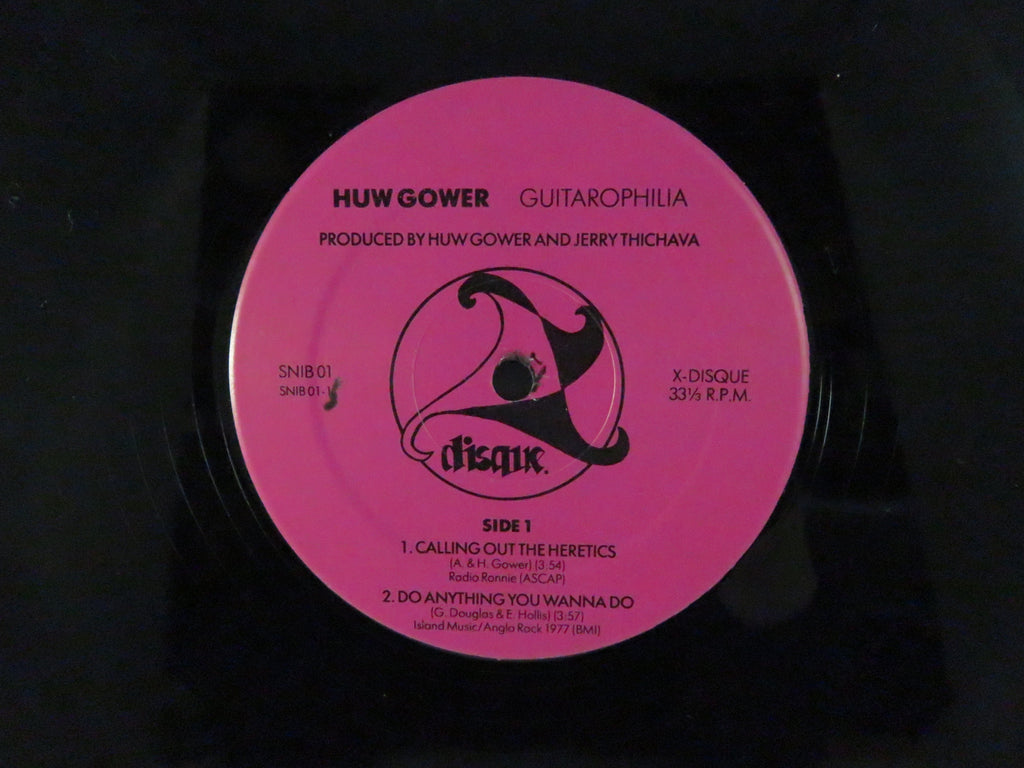 HUW GOWER GUITAROPHILIA
PRODUCED BY HUW GOWER AND JERRY THICHAVA
SNIB 01
SNIB 01-1
X-DISQUE
33⅓ R.P.M.
disque.
SIDE 1
1. CALLING OUT THE HERETICS
(A. & H. Gower) (3:54)
Radio Ronnie (ASCAP)
2. DO ANYTHING YOU WANNA DO
(G. Douglas & E. Hollis) (3:57)
Island Music/Anglo Rock 1977 (BMI)